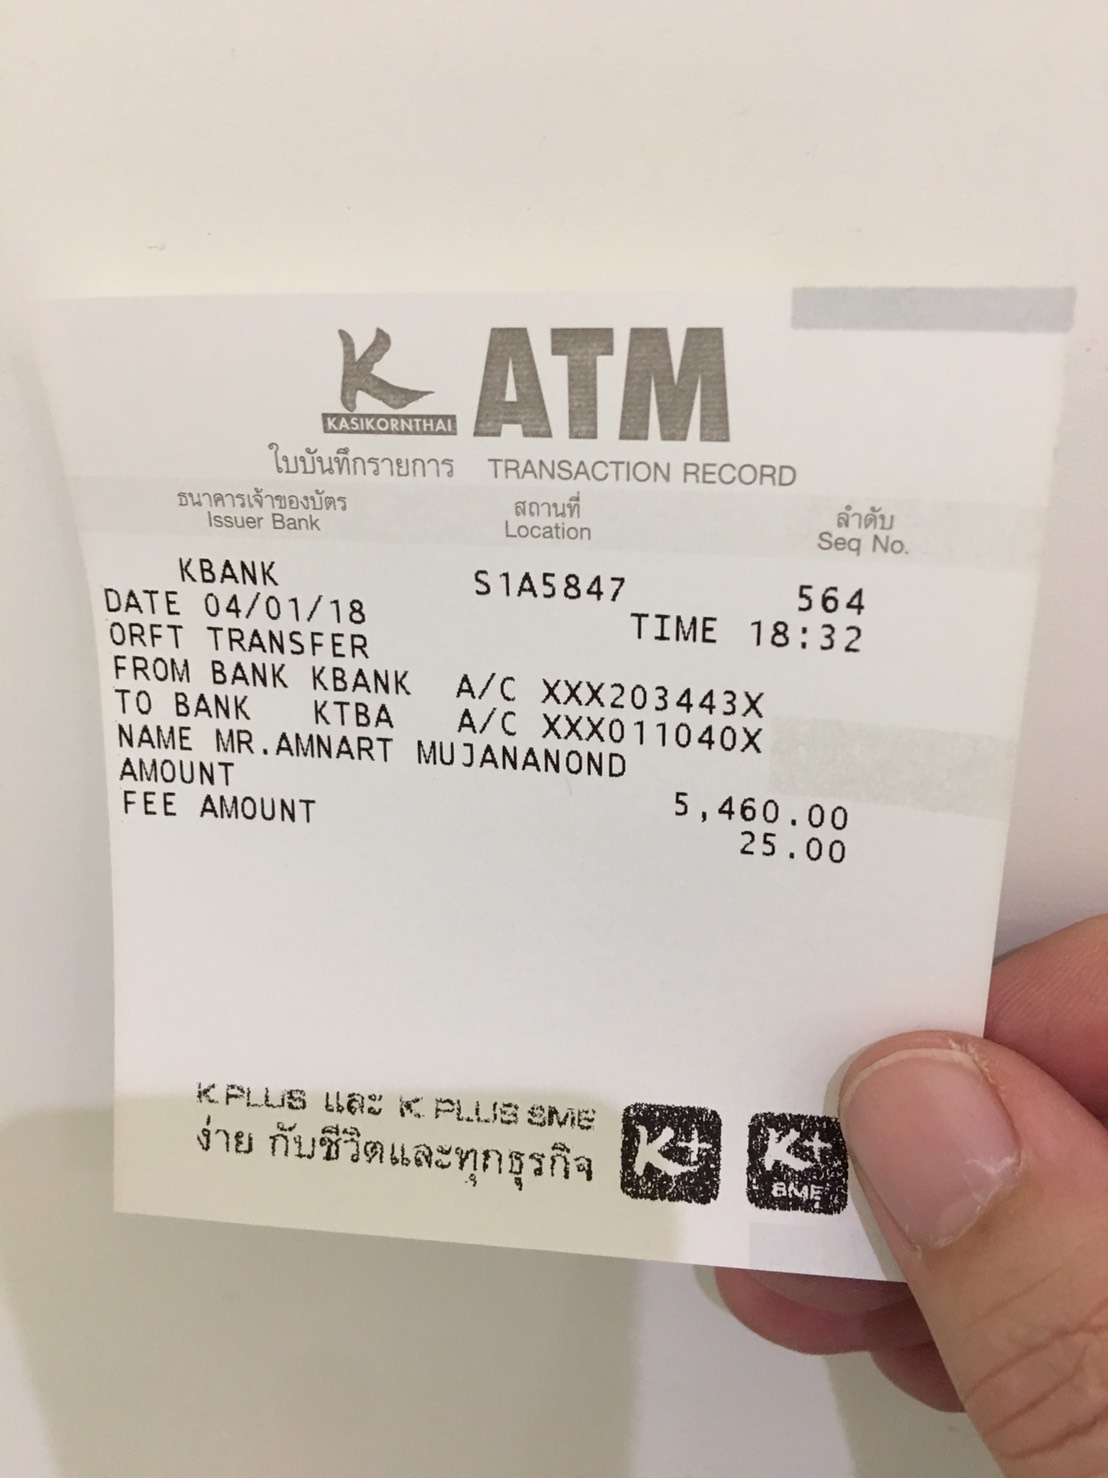 K ATM
KASIKORNTHAI
ใบบันทึกรายการ TRANSACTION RECORD
ธนาคารเจ้าของบัตร สถานที่ ลำดับ
Issuer Bank Location Seq No.
KBANK S1A5847 564
DATE 04/01/18 TIME 18:32
ORFT TRANSFER
FROM BANK KBANK A/C XXX203443X
TO BANK KTBA A/C XXX011040X
NAME MR.AMNART MUJANANOND
AMOUNT 5,460.00
FEE AMOUNT 25.00
K PLUS และ K PLUS SME
ง่าย กับชีวิตและทุกธุรกิจ
K+ K+
SME